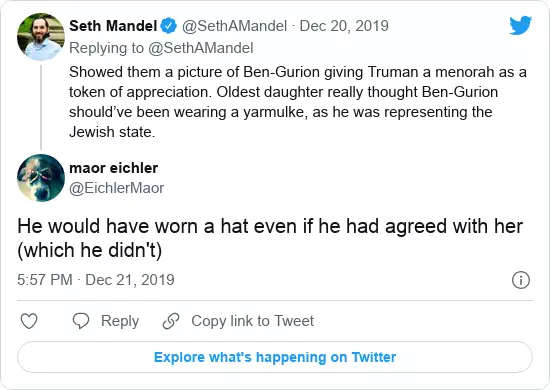 Seth Mandel @SethAMandel · Dec 20, 2019
Replying to @SethAMandel
Showed them a picture of Ben-Gurion giving Truman a menorah as a
token of appreciation. Oldest daughter really thought Ben-Gurion
should’ve been wearing a yarmulke, as he was representing the
Jewish state.
maor eichler
@EichlerMaor
He would have worn a hat even if he had agreed with her
(which he didn't)
5:57 PM · Dec 21, 2019
Reply Copy link to Tweet
Explore what's happening on Twitter